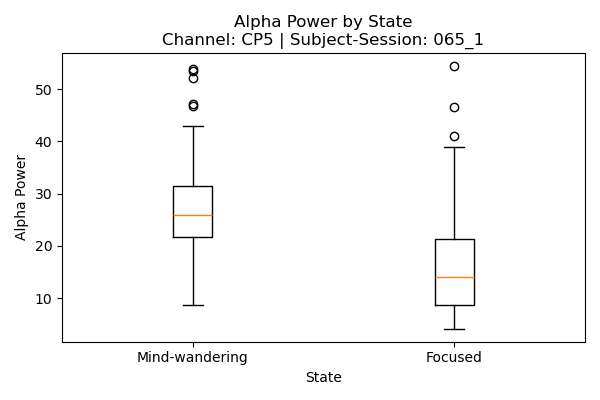 Alpha Power by State
Channel: CP5 | Subject-Session: 065_1
Alpha Power
50
40
30
20
10
Mind-wandering
Focused
State